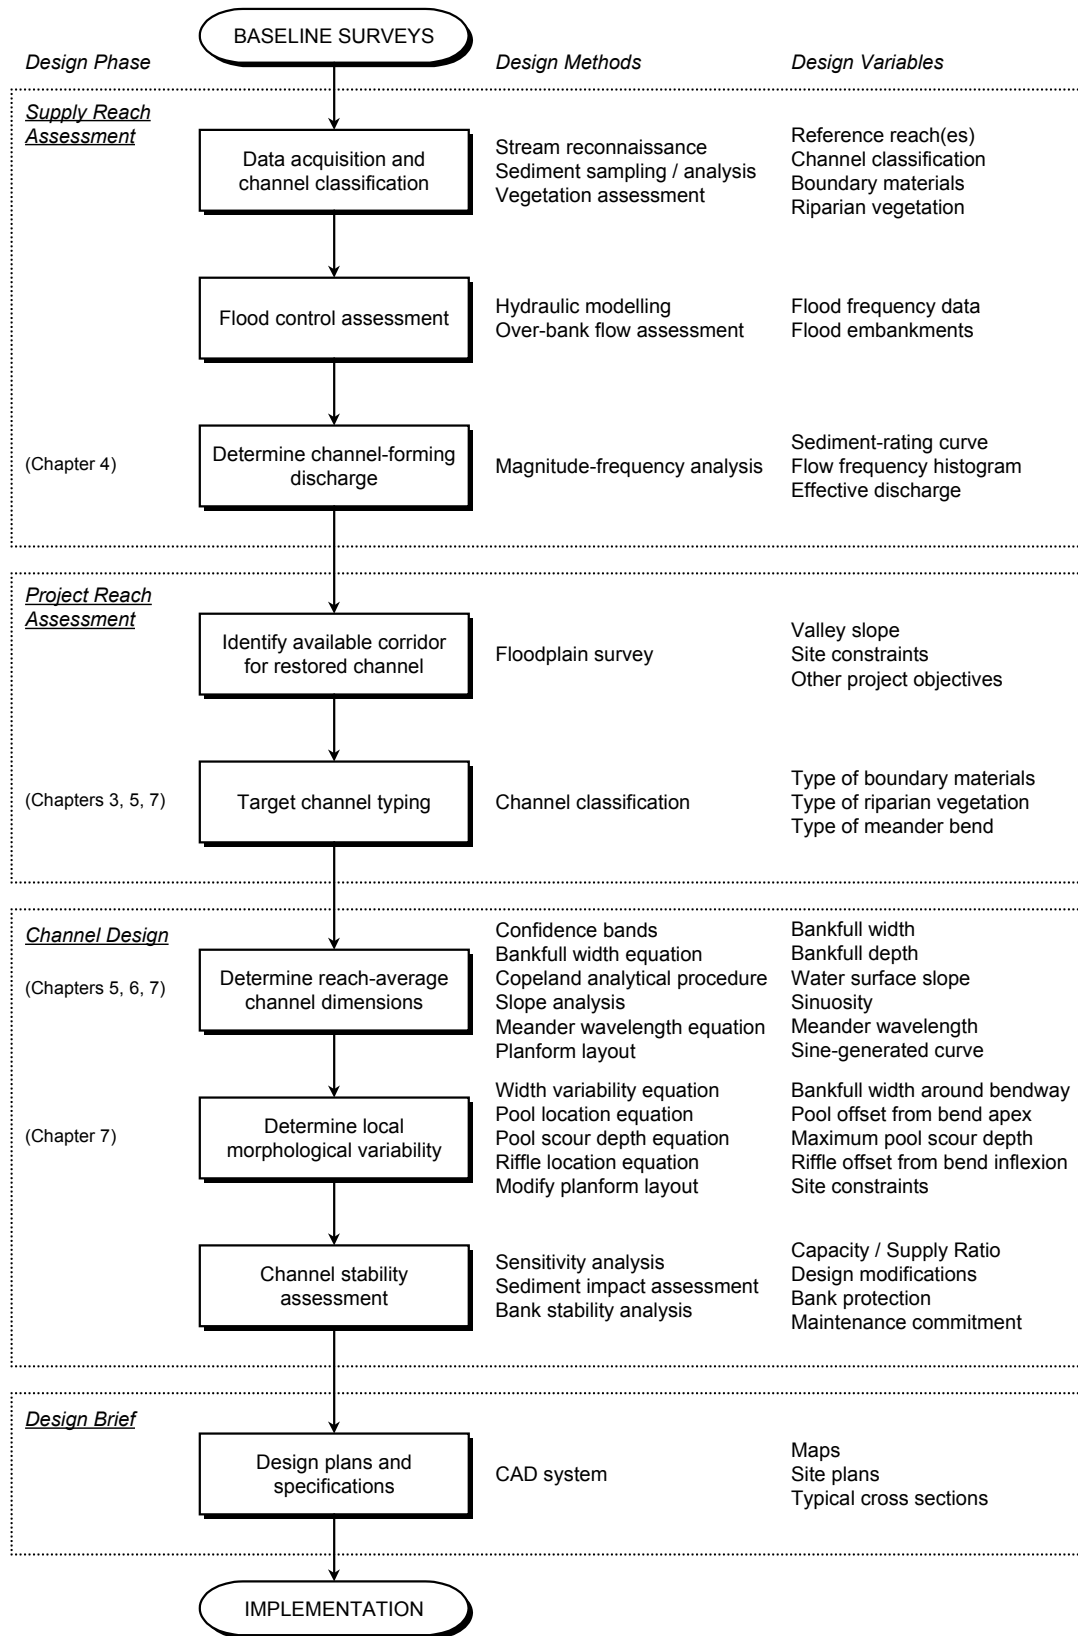 BASELINE SURVEYS
Design Phase
Design Methods
Design Variables
Supply Reach
Assessment
Data acquisition and
channel classification
Stream reconnaissance
Sediment sampling / analysis
Vegetation assessment
Reference reach(es)
Channel classification
Boundary materials
Riparian vegetation
Flood control assessment
Hydraulic modelling
Over-bank flow assessment
Flood frequency data
Flood embankments
(Chapter 4)
Determine channel-forming
discharge
Magnitude-frequency analysis
Sediment-rating curve
Flow frequency histogram
Effective discharge
Project Reach
Assessment
Identify available corridor
for restored channel
Floodplain survey
Valley slope
Site constraints
Other project objectives
(Chapters 3, 5, 7)
Target channel typing
Channel classification
Type of boundary materials
Type of riparian vegetation
Type of meander bend
Channel Design
(Chapters 5, 6, 7)
Determine reach-average
channel dimensions
Confidence bands
Bankfull width equation
Copeland analytical procedure
Slope analysis
Meander wavelength equation
Planform layout
Bankfull width
Bankfull depth
Water surface slope
Sinuosity
Meander wavelength
Sine-generated curve
(Chapter 7)
Determine local
morphological variability
Width variability equation
Pool location equation
Pool scour depth equation
Riffle location equation
Modify planform layout
Bankfull width around bendway
Pool offset from bend apex
Maximum pool scour depth
Riffle offset from bend inflexion
Site constraints
Channel stability
assessment
Sensitivity analysis
Sediment impact assessment
Bank stability analysis
Capacity / Supply Ratio
Design modifications
Bank protection
Maintenance commitment
Design Brief
Design plans and
specifications
CAD system
Maps
Site plans
Typical cross sections
IMPLEMENTATION